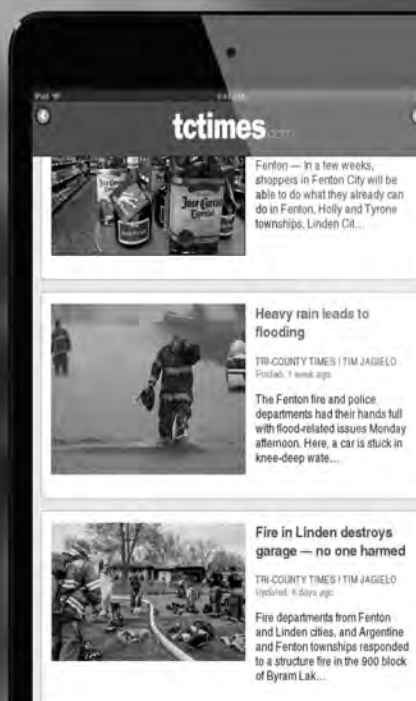 iPad
tctimes.com
Fenton — In a few weeks,
shoppers in Fenton City will be
able to do what they already can
do in Fenton, Holly and Tyrone
townships, Linden Cit...
Jose Cuervo
Especial
Heavy rain leads to
flooding
TRI-COUNTY TIMES | TIM JAGIELO
Posted: 1 week ago
The Fenton fire and police
departments had their hands full
with flood-related issues Monday
afternoon. Here, a car is stuck in
knee-deep wate...
Fire in Linden destroys
garage — no one harmed
TRI-COUNTY TIMES | TIM JAGIELO
Updated: 6 days ago
Fire departments from Fenton
and Linden cities, and Argentine
and Fenton townships responded
to a structure fire in the 900 block
of Byram Lak...